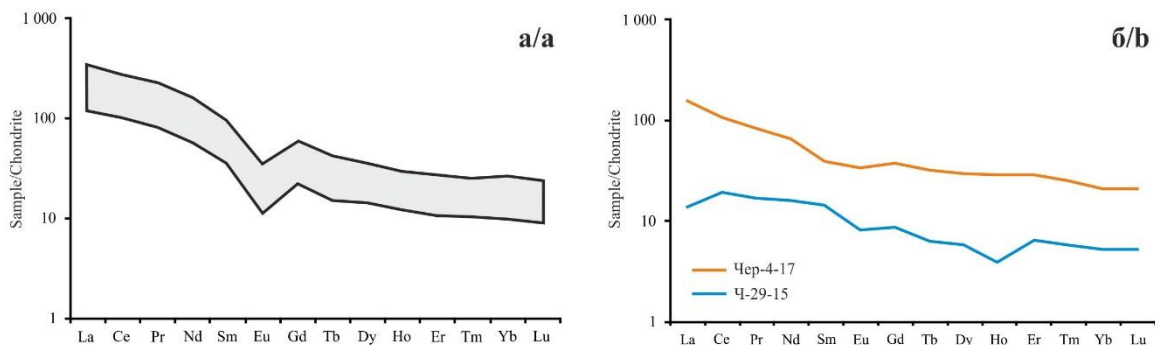 а/a
Sample/Chondrite
1 000
100
10
1
La Ce Pr Nd Sm Eu Gd Tb Dy Ho Er Tm Yb Lu
б/b
Sample/Chondrite
1 000
100
10
1
Чер-4-17
Ч-29-15
La Ce Pr Nd Sm Eu Gd Tb Dy Ho Er Tm Yb Lu